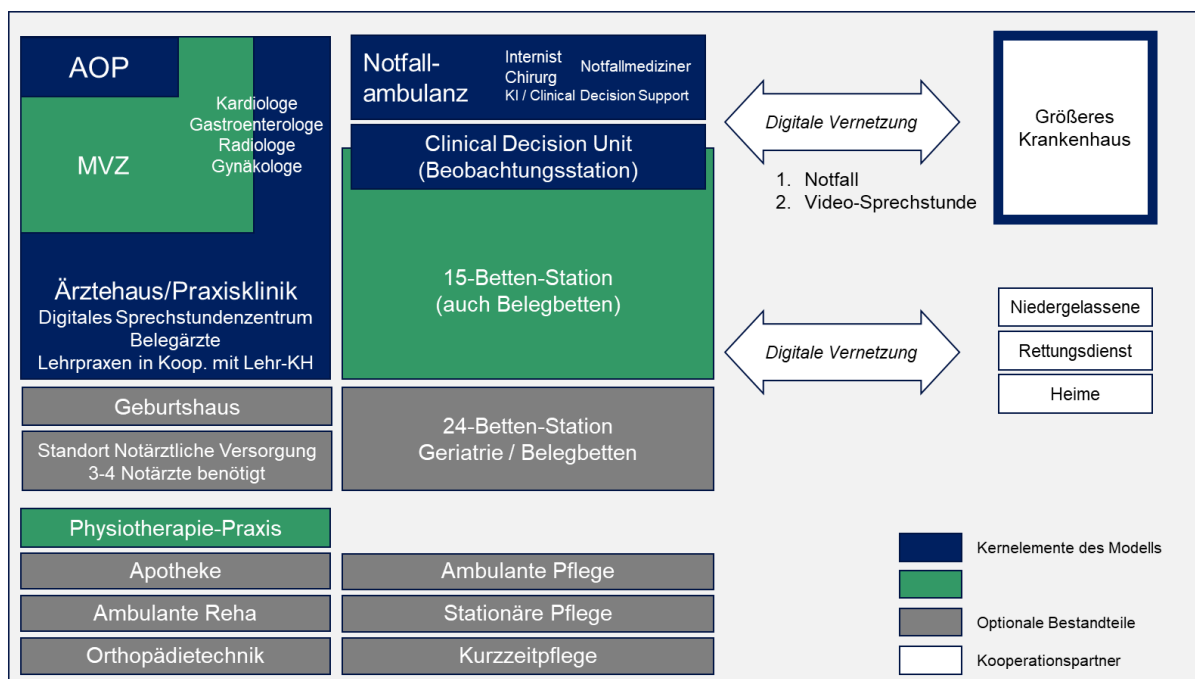 AOP
MVZ
Kardiologe
Gastroenterologe
Radiologe
Gynäkologe
Ärztehaus/Praxisklinik
Digitales Sprechstundenzentrum
Belegärzte
Lehrpraxen in Koop. mit Lehr-KH
Geburtshaus
Standort Notärztliche Versorgung
3-4 Notärzte benötigt
Physiotherapie-Praxis
Apotheke
Ambulante Reha
Orthopädietechnik
Notfall-
ambulanz
Internist
Chirurg
Notfallmediziner
KI / Clinical Decision Support
Clinical Decision Unit
(Beobachtungsstation)
15-Betten-Station
(auch Belegbetten)
24-Betten-Station
Geriatrie / Belegbetten
Ambulante Pflege
Stationäre Pflege
Kurzzeitpflege
Digitale Vernetzung
1. Notfall
2. Video-Sprechstunde
Digitale Vernetzung
Größeres
Krankenhaus
Niedergelassene
Rettungsdienst
Heime
Kernelemente des Modells
Optionale Bestandteile
Kooperationspartner